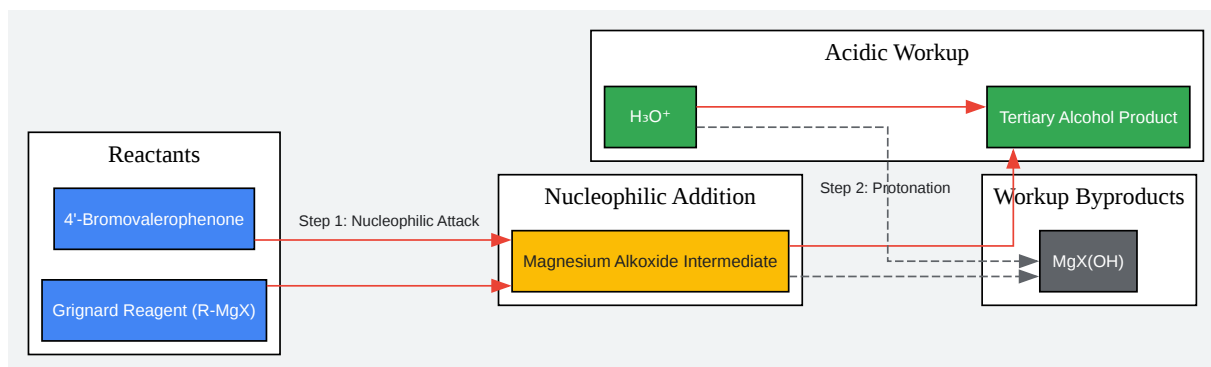 Reactants
4'-Bromovalerophenone
Grignard Reagent (R-MgX)
Step 1: Nucleophilic Attack
Nucleophilic Addition
Magnesium Alkoxide Intermediate
Acidic Workup
H₃O⁺
Tertiary Alcohol Product
Step 2: Protonation
Workup Byproducts
MgX(OH)